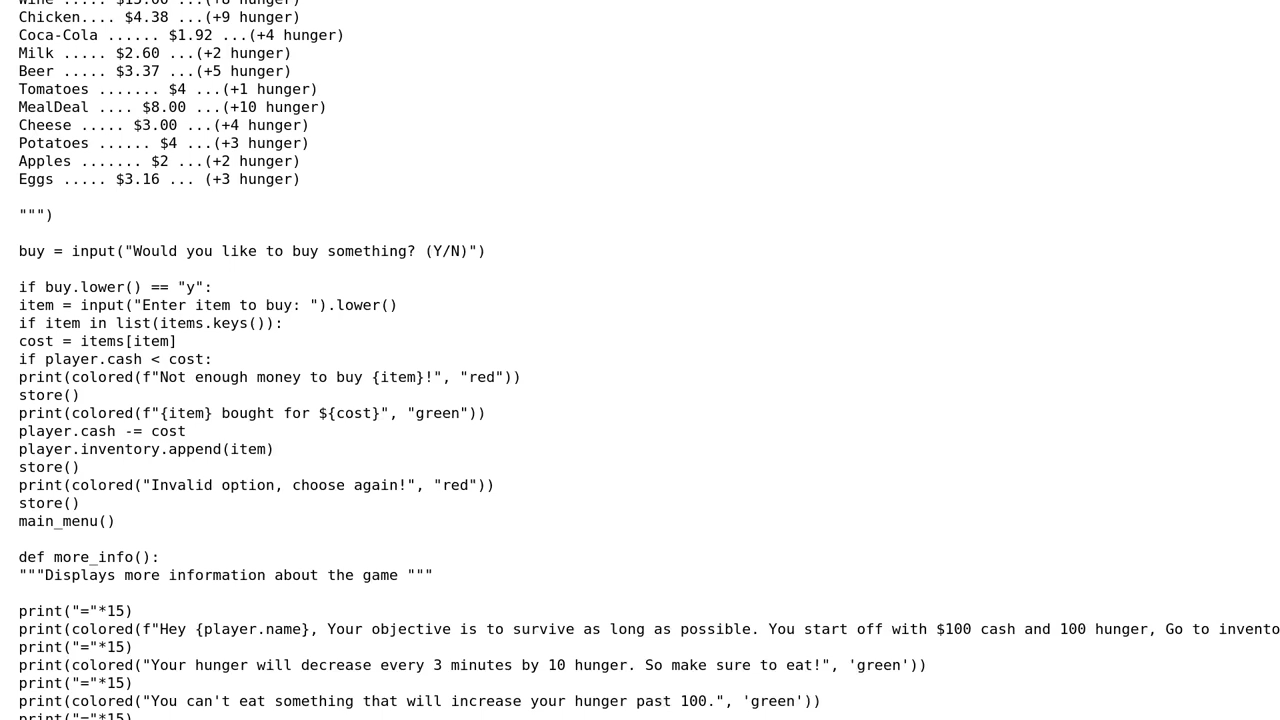 Wine ..... $15.00 ...(+8 hunger)
Chicken.... $4.38 ...(+9 hunger)
Coca-Cola ...... $1.92 ...(+4 hunger)
Milk ..... $2.60 ...(+2 hunger)
Beer ..... $3.37 ...(+5 hunger)
Tomatoes ....... $4 ...(+1 hunger)
MealDeal .... $8.00 ...(+10 hunger)
Cheese ..... $3.00 ...(+4 hunger)
Potatoes ...... $4 ...(+3 hunger)
Apples ....... $2 ...(+2 hunger)
Eggs ..... $3.16 ... (+3 hunger)
""")
buy = input("Would you like to buy something? (Y/N)")
if buy.lower() == "y":
item = input("Enter item to buy: ").lower()
if item in list(items.keys()):
cost = items[item]
if player.cash < cost:
print(colored(f"Not enough money to buy {item}!", "red"))
store()
print(colored(f"{item} bought for ${cost}", "green"))
player.cash -= cost
player.inventory.append(item)
store()
print(colored("Invalid option, choose again!", "red"))
store()
main_menu()
def more_info():
"""Displays more information about the game """
print("="*15)
print(colored(f"Hey {player.name}, Your objective is to survive as long as possible. You start off with $100 cash and 100 hunger, Go to invento
print("="*15)
print(colored("Your hunger will decrease every 3 minutes by 10 hunger. So make sure to eat!", 'green'))
print("="*15)
print(colored("You can't eat something that will increase your hunger past 100.", 'green'))
print("="*15)